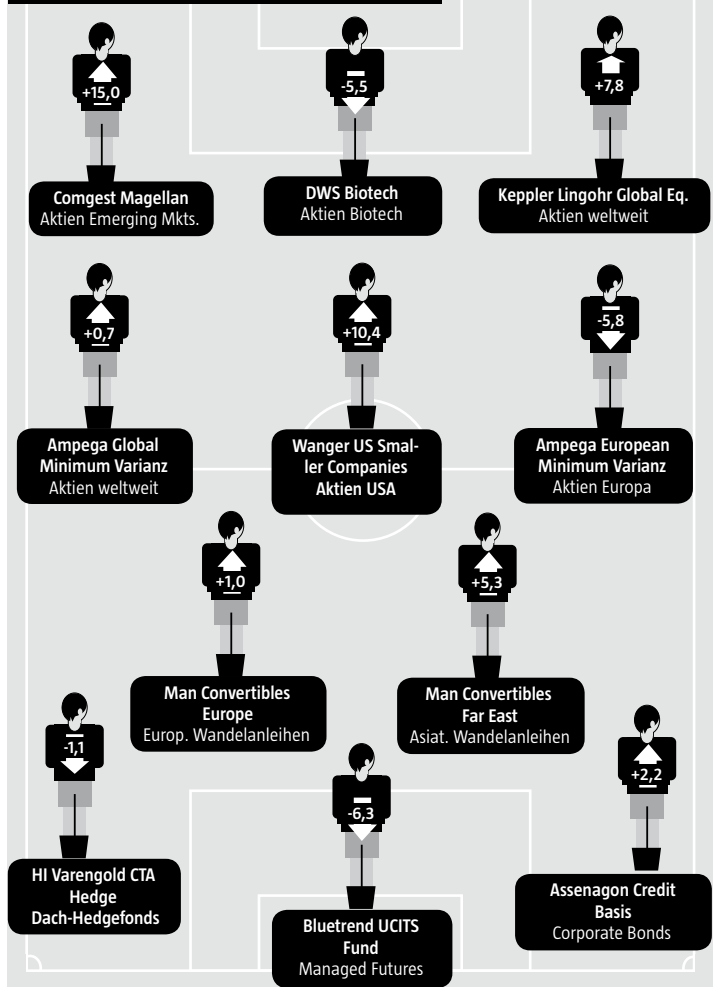 +15,0
-5,5
+7,8
Comgest Magellan
Aktien Emerging Mkts.
DWS Biotech
Aktien Biotech
Keppler Lingohr Global Eq.
Aktien weltweit
+0,7
+10,4
-5,8
Ampega Global
Minimum Varianz
Aktien weltweit
Wanger US Smal-
ler Companies
Aktien USA
Ampega European
Minimum Varianz
Aktien Europa
+1,0
+5,3
Man Convertibles
Europe
Europ. Wandelanleihen
Man Convertibles
Far East
Asiat. Wandelanleihen
-1,1
-6,3
+2,2
HI Varengold CTA
Hedge
Dach-Hedgefonds
Bluetrend UCITS
Fund
Managed Futures
Assenagon Credit
Basis
Corporate Bonds